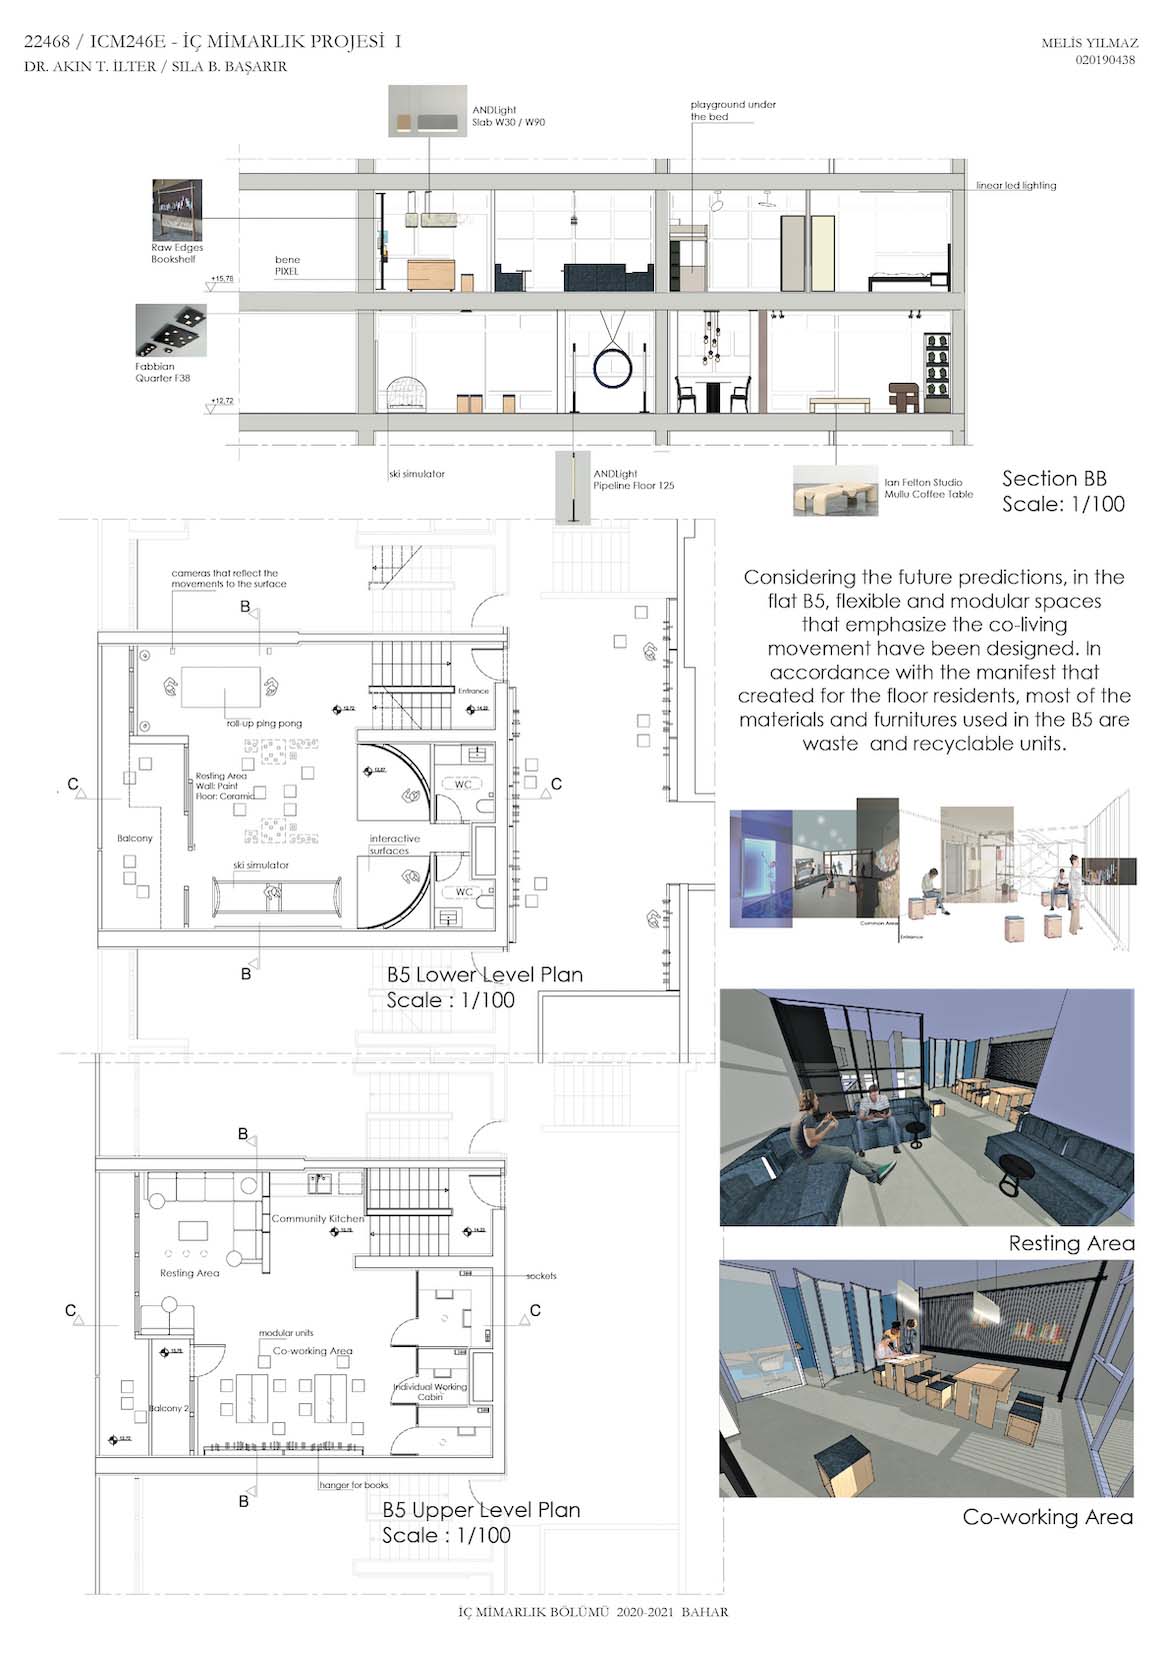 22468 / ICM246E - İÇ MİMARLIK PROJESİ I
DR. AKIN T. İLTER / SILA B. BAŞARIR
MELİS YILMAZ
020190438
ANDLight
Slab W30 / W90
playground under
the bed
linear led lighting
Raw Edges
Bookshelf
bene
PIXEL
+15,78
Fabbian
Quarter F38
+12,72
ski simulator
ANDLight
Pipeline Floor 125
Ian Felton Studio
Mullu Coffee Table
Section BB
Scale: 1/100
cameras that reflect the
movements to the surface
B
roll-up ping pong
Entrance
Resting Area
Wall: Paint
Floor: Ceramic
C
C
WC
Balcony
interactive
surfaces
ski simulator
WC
B
B5 Lower Level Plan
Scale : 1/100
Considering the future predictions, in the
flat B5, flexible and modular spaces
that emphasize the co-living
movement have been designed. In
accordance with the manifest that
created for the floor residents, most of the
materials and furnitures used in the B5 are
waste and recyclable units.
Common Area
Entrance
Resting Area
Co-working Area
B
Community Kitchen
Resting Area
sockets
C
C
modular units
Co-working Area
Individual Working
Cabin
Balcony 2
hanger for books
B
B5 Upper Level Plan
Scale : 1/100
İÇ MİMARLIK BÖLÜMÜ 2020-2021 BAHAR